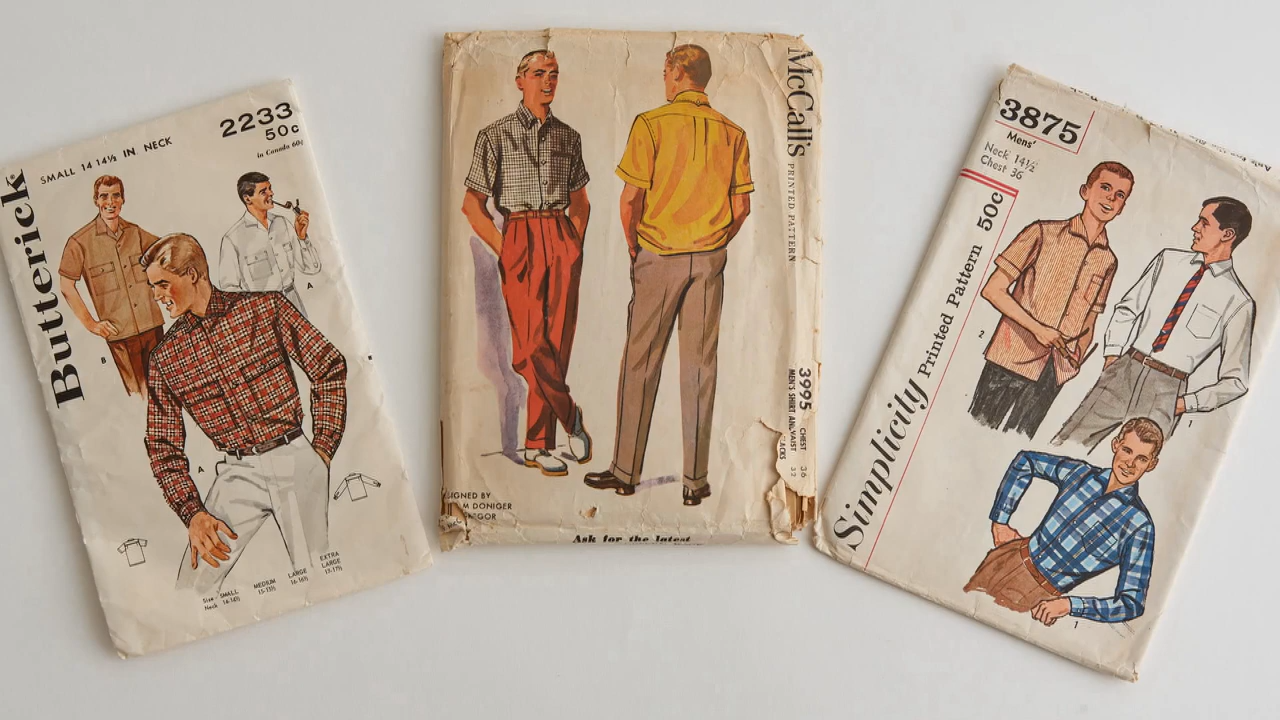 Butterick
SMALL 14 14½ IN NECK
2233
50c
in Canada 60¢
B
A
A
Size SMALL MEDIUM LARGE EXTRA LARGE
Neck 14-14½ 15-15½ 16-16½ 17-17½
McCall's
PRINTED PATTERN
3995
MEN'S SHIRT AND
CHEST 36
WAIST 32
IGNED BY
M DONIGER
GOR
Ask for the latest
3875
Mens'
Neck 14½
Chest 36
50c
Simplicity Printed Pattern
2
1
1